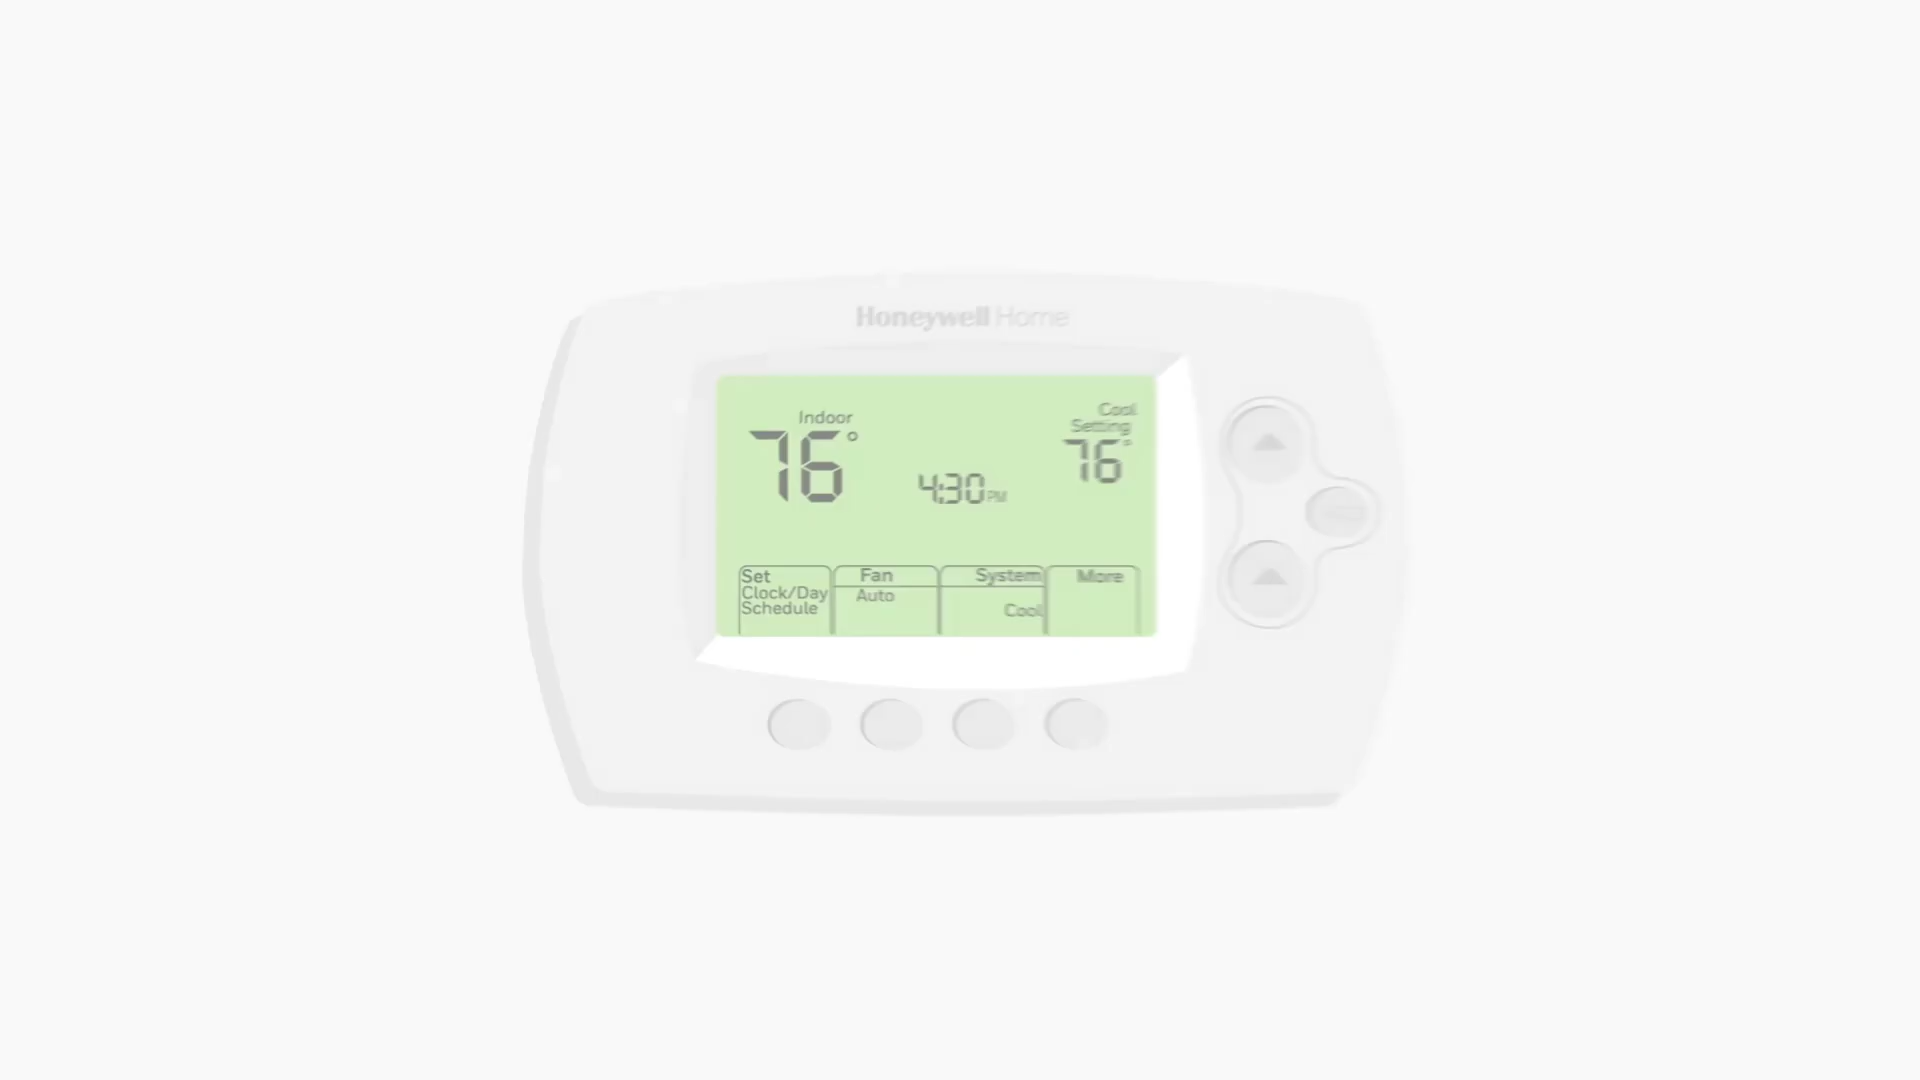 Honeywell Home
Indoor
76°
4:30 PM
Cool
Setting
76°
Set
Clock/Day
Schedule
Fan
Auto
System
Cool
More